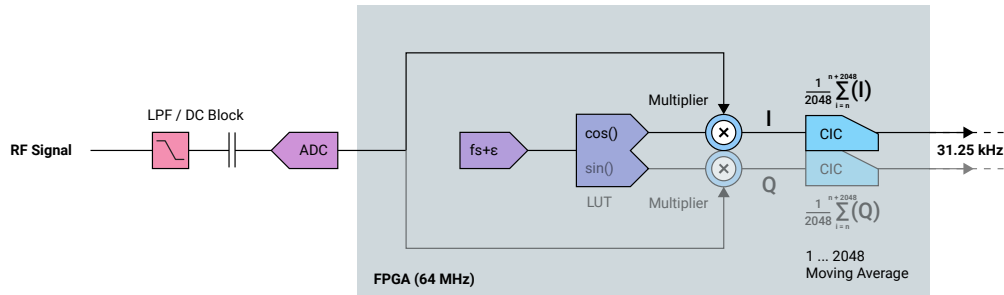 RF Signal
LPF / DC Block
ADC
fs+ε
cos()
sin()
LUT
Multiplier
×
I
×
Multiplier
Q
1/2048 n + 2048 Σ i = n (I)
CIC
CIC
1/2048 n + 2048 Σ i = n (Q)
31.25 kHz
1 ... 2048
Moving Average
FPGA (64 MHz)